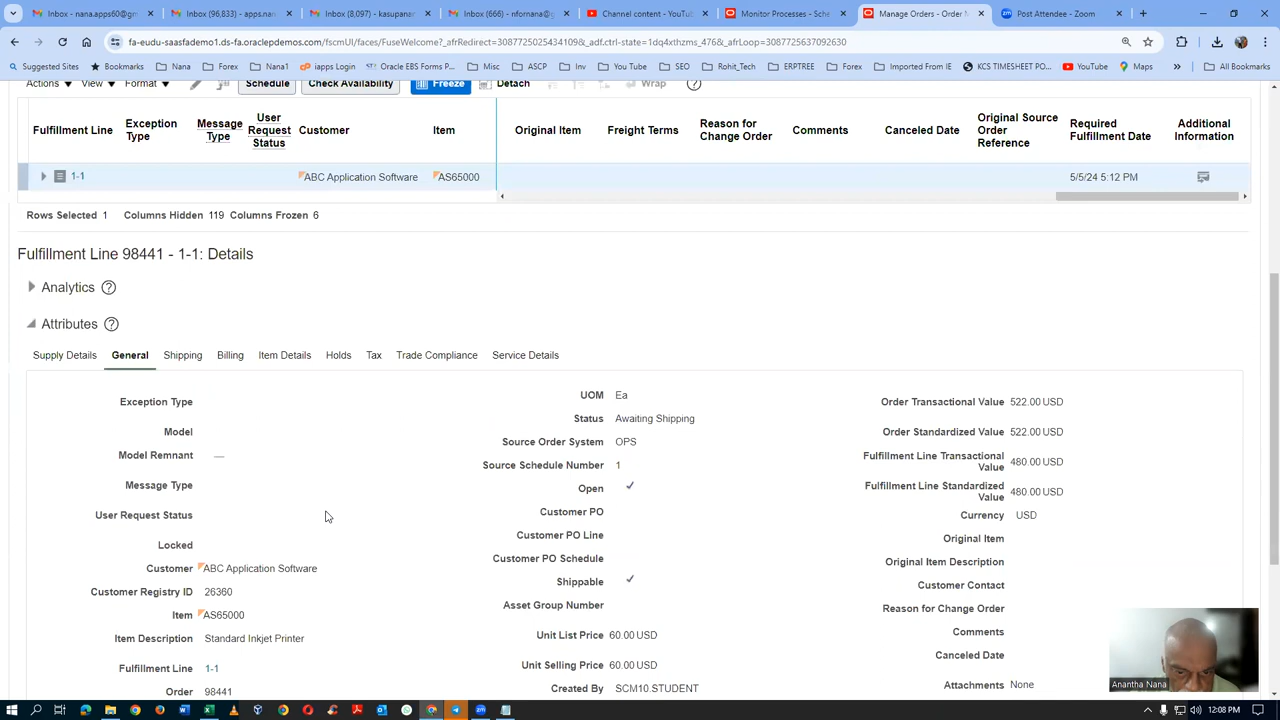 Inbox - nana.apps60@gm
Inbox (96,833) - apps.nan
Inbox (8,097) - kasupanan
Inbox (666) - nfornana@g
Channel content - YouTu
Monitor Processes - Sch
Manage Orders - Order M
Post Attendee - Zoom
fa-eudu-saasfademo1.ds-fa.oraclepdemos.com/fscmUI/faces/FuseWelcome?_afrRedirect=30877250253434109&_adf.ctrl-state=1dq4xthzms_476&_afrLoop=3087725637092630
Suggested Sites Bookmarks Nana Forex Nana1 iapps Login Oracle EBS Forms P... Misc ASCP Inv You Tube SEO Rohit_Tech ERPTREE Forex Imported From IE KCS TIMESHEET PO... YouTube Maps All Bookmarks
Actions View Format Schedule Check Availability Freeze Detach Wrap
Fulfillment Line
Exception Type
Message Type
User Request Status
Customer
Item
Original Item
Freight Terms
Reason for Change Order
Comments
Canceled Date
Original Source Order Reference
Required Fulfillment Date
Additional Information
1-1 ABC Application Software AS65000 5/5/24 5:12 PM
Rows Selected 1 Columns Hidden 119 Columns Frozen 6
Fulfillment Line 98441 - 1-1: Details
Analytics
Attributes
Supply Details General Shipping Billing Item Details Holds Tax Trade Compliance Service Details
Exception Type
Model
Model Remnant —
Message Type
User Request Status
Locked
Customer ABC Application Software
Customer Registry ID 26360
Item AS65000
Item Description Standard Inkjet Printer
Fulfillment Line 1-1
Order 98441
UOM Ea
Status Awaiting Shipping
Source Order System OPS
Source Schedule Number 1
Open
Customer PO
Customer PO Line
Customer PO Schedule
Shippable
Asset Group Number
Unit List Price 60.00 USD
Unit Selling Price 60.00 USD
Created By SCM10.STUDENT
Order Transactional Value 522.00 USD
Order Standardized Value 522.00 USD
Fulfillment Line Transactional Value 480.00 USD
Fulfillment Line Standardized Value 480.00 USD
Currency USD
Original Item
Original Item Description
Customer Contact
Reason for Change Order
Comments
Canceled Date
Attachments None
Anantha Nana
12:08 PM